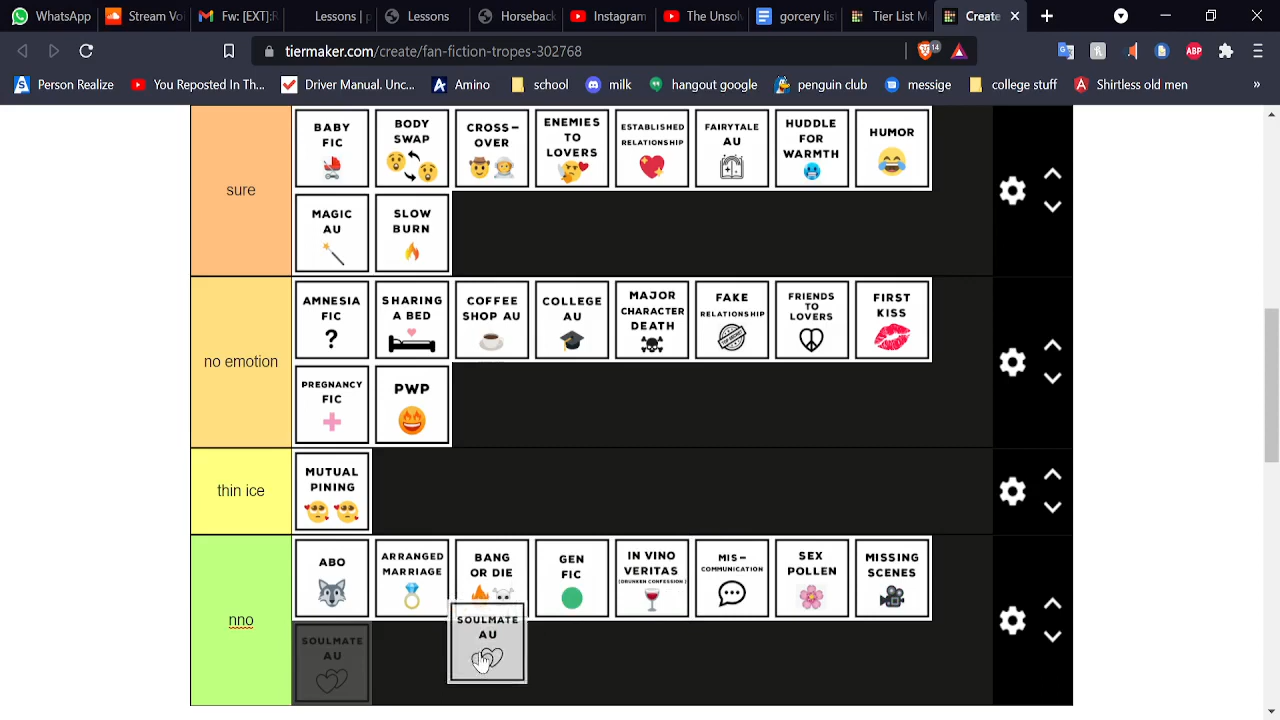 WhatsApp
Stream Vo
Fw: [EXT]:R
Lessons | p
Lessons
Horseback
Instagram
The Unsol
gorcery list
Tier List M
Create
tiermaker.com/create/fan-fiction-tropes-302768
14
Person Realize
You Reposted In Th...
Driver Manual. Unc...
Amino
school
milk
hangout google
penguin club
messige
college stuff
Shirtless old men
»
sure
BABY
FIC
BODY
SWAP
CROSS-
OVER
ENEMIES
TO
LOVERS
ESTABLISHED
RELATIONSHIP
FAIRYTALE
AU
HUDDLE
FOR
WARMTH
HUMOR
MAGIC
AU
SLOW
BURN
no emotion
AMNESIA
FIC
?
SHARING
A BED
COFFEE
SHOP AU
COLLEGE
AU
MAJOR
CHARACTER
DEATH
FAKE
RELATIONSHIP
FRIENDS
TO
LOVERS
FIRST
KISS
PREGNANCY
FIC
PWP
thin ice
MUTUAL
PINING
nno
ABO
ARRANGED
MARRIAGE
BANG
OR DIE
GEN
FIC
IN VINO
VERITAS
(DRUNKEN CONFESSION)
MIS-
COMMUNICATION
SEX
POLLEN
MISSING
SCENES
SOULMATE
AU
SOULMATE
AU